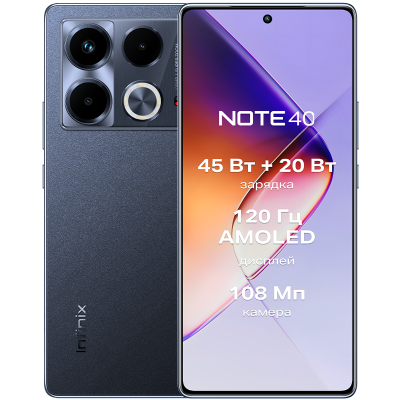 NOTE 40
45 Вт + 20 Вт
зарядка
120 Гц
AMOLED
дисплей
108 Мп
камера
Infinix